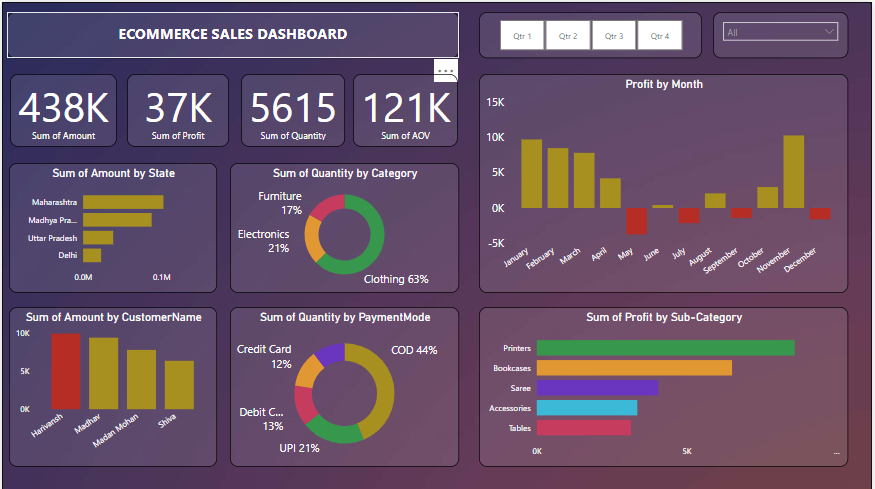 ECOMMERCE SALES DASHBOARD
Qtr 1
Qtr 2
Qtr 3
Qtr 4
All
...
438K
Sum of Amount
37K
Sum of Profit
5615
Sum of Quantity
121K
Sum of AOV
Profit by Month
15K
10K
5K
0K
-5K
January
February
March
April
May
June
July
August
September
October
November
December
Sum of Amount by State
Maharashtra
Madhya Pra...
Uttar Pradesh
Delhi
0.0M
0.1M
Sum of Quantity by Category
Furniture
17%
Electronics
21%
Clothing 63%
Sum of Amount by CustomerName
10K
5K
0K
Harivansh
Madhav
Madan Mohan
Shiva
Sum of Quantity by PaymentMode
Credit Card
12%
COD 44%
Debit C...
13%
UPI 21%
Sum of Profit by Sub-Category
Printers
Bookcases
Saree
Accessories
Tables
0K
5K
...